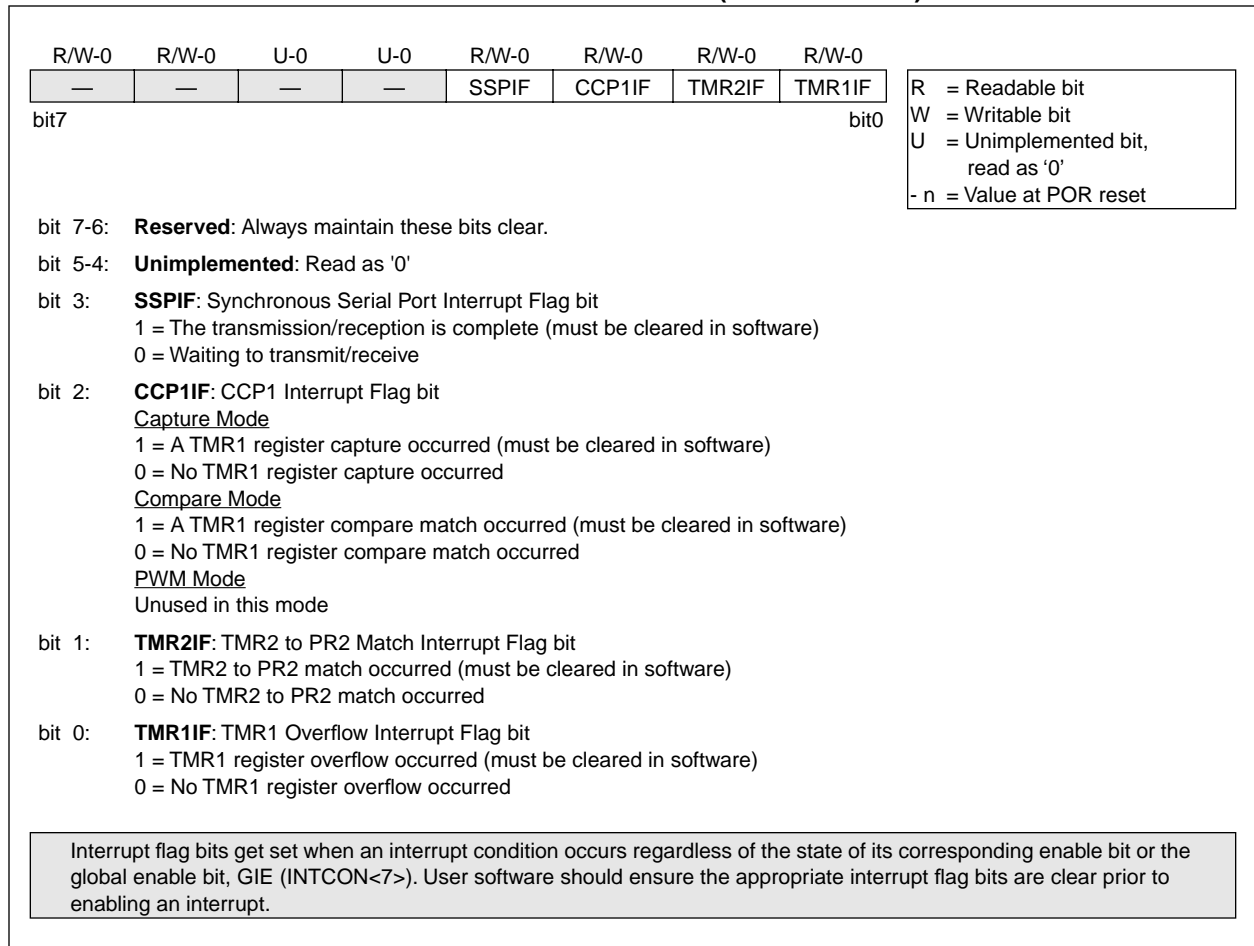 R/W-0 R/W-0 U-0 U-0 R/W-0 R/W-0 R/W-0 R/W-0
— — — — SSPIF CCP1IF TMR2IF TMR1IF
bit7 bit0
R = Readable bit
W = Writable bit
U = Unimplemented bit,
read as ‘0’
- n = Value at POR reset
bit 7-6: Reserved: Always maintain these bits clear.
bit 5-4: Unimplemented: Read as '0'
bit 3: SSPIF: Synchronous Serial Port Interrupt Flag bit
1 = The transmission/reception is complete (must be cleared in software)
0 = Waiting to transmit/receive
bit 2: CCP1IF: CCP1 Interrupt Flag bit
Capture Mode
1 = A TMR1 register capture occurred (must be cleared in software)
0 = No TMR1 register capture occurred
Compare Mode
1 = A TMR1 register compare match occurred (must be cleared in software)
0 = No TMR1 register compare match occurred
PWM Mode
Unused in this mode
bit 1: TMR2IF: TMR2 to PR2 Match Interrupt Flag bit
1 = TMR2 to PR2 match occurred (must be cleared in software)
0 = No TMR2 to PR2 match occurred
bit 0: TMR1IF: TMR1 Overflow Interrupt Flag bit
1 = TMR1 register overflow occurred (must be cleared in software)
0 = No TMR1 register overflow occurred
Interrupt flag bits get set when an interrupt condition occurs regardless of the state of its corresponding enable bit or the
global enable bit, GIE (INTCON<7>). User software should ensure the appropriate interrupt flag bits are clear prior to
enabling an interrupt.